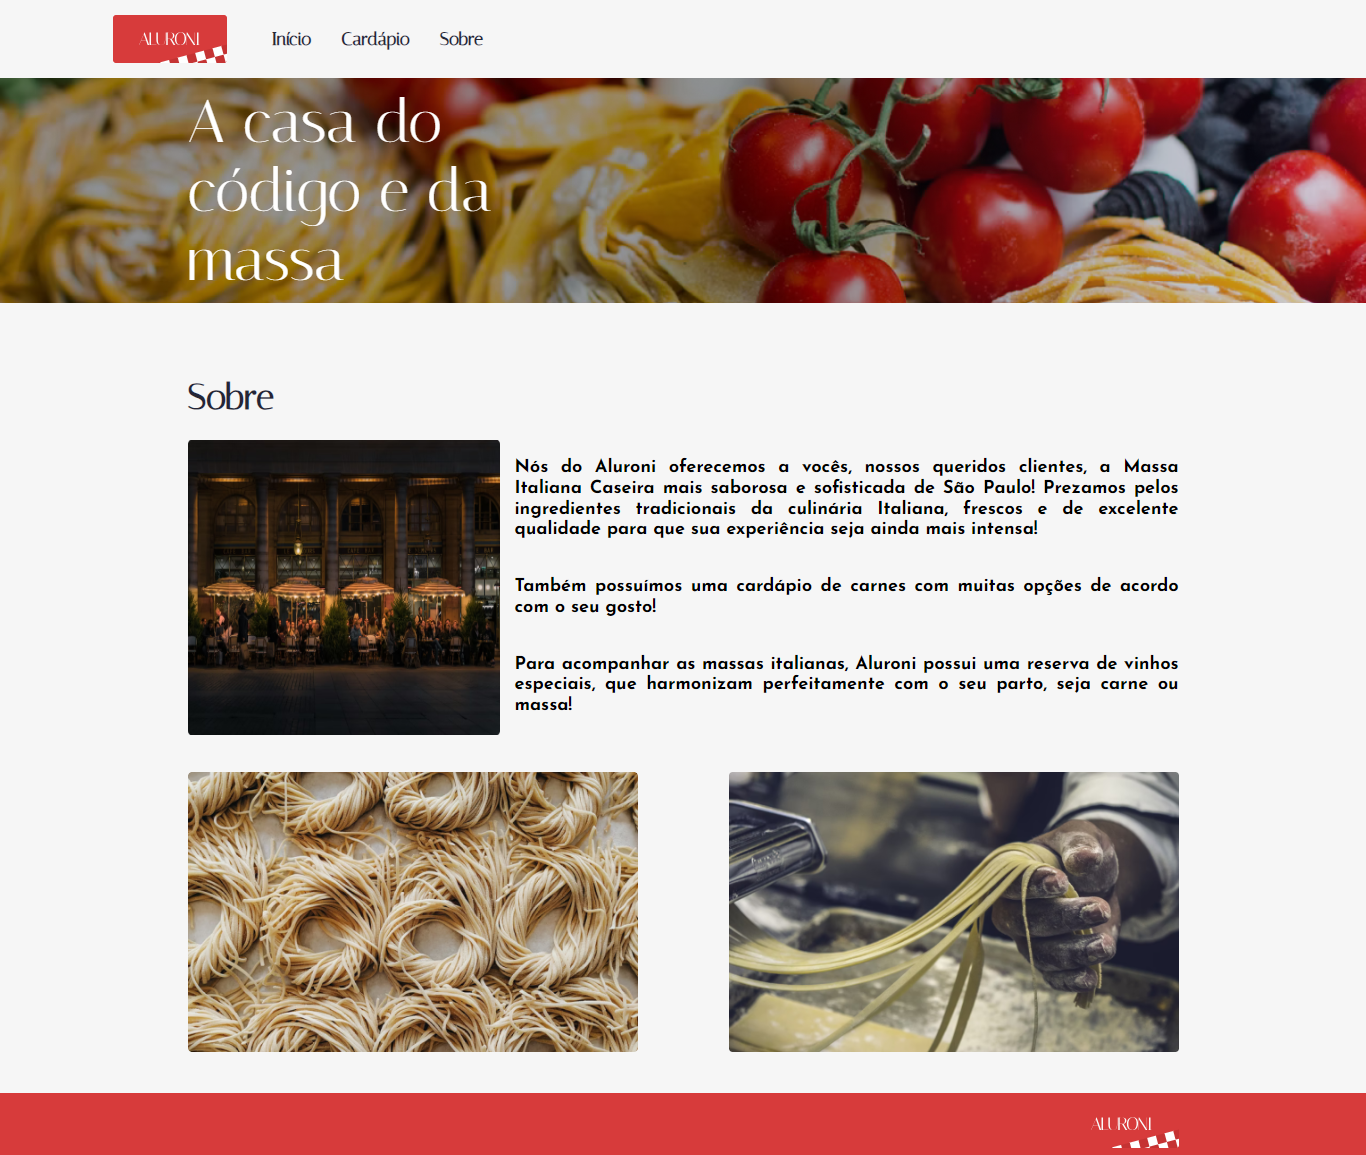 ALURONI
Início Cardápio Sobre
A casa do
código e da
massa
Sobre
Nós do Aluroni oferecemos a vocês, nossos queridos clientes, a Massa
Italiana Caseira mais saborosa e sofisticada de São Paulo! Prezamos pelos
ingredientes tradicionais da culinária Italiana, frescos e de excelente
qualidade para que sua experiência seja ainda mais intensa!
Também possuímos uma cardápio de carnes com muitas opções de acordo
com o seu gosto!
Para acompanhar as massas italianas, Aluroni possui uma reserva de vinhos
especiais, que harmonizam perfeitamente com o seu parto, seja carne ou
massa!
ALURONI